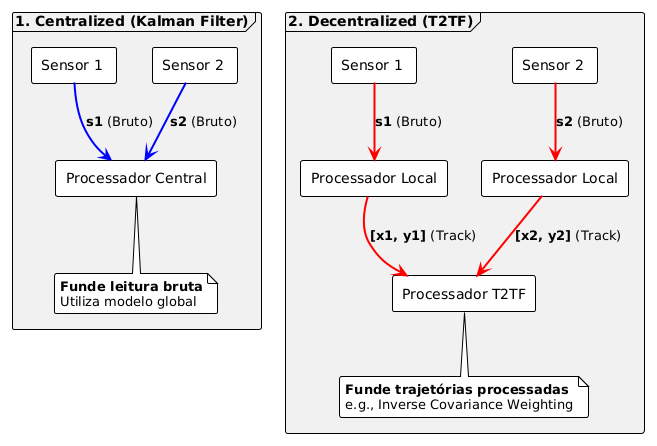 1. Centralized (Kalman Filter)
Sensor 1
Sensor 2
s1 (Bruto)
s2 (Bruto)
Processador Central
Funde leitura bruta
Utiliza modelo global
2. Decentralized (T2TF)
Sensor 1
Sensor 2
s1 (Bruto)
s2 (Bruto)
Processador Local
Processador Local
[x1, y1] (Track)
[x2, y2] (Track)
Processador T2TF
Funde trajetórias processadas
e.g., Inverse Covariance Weighting